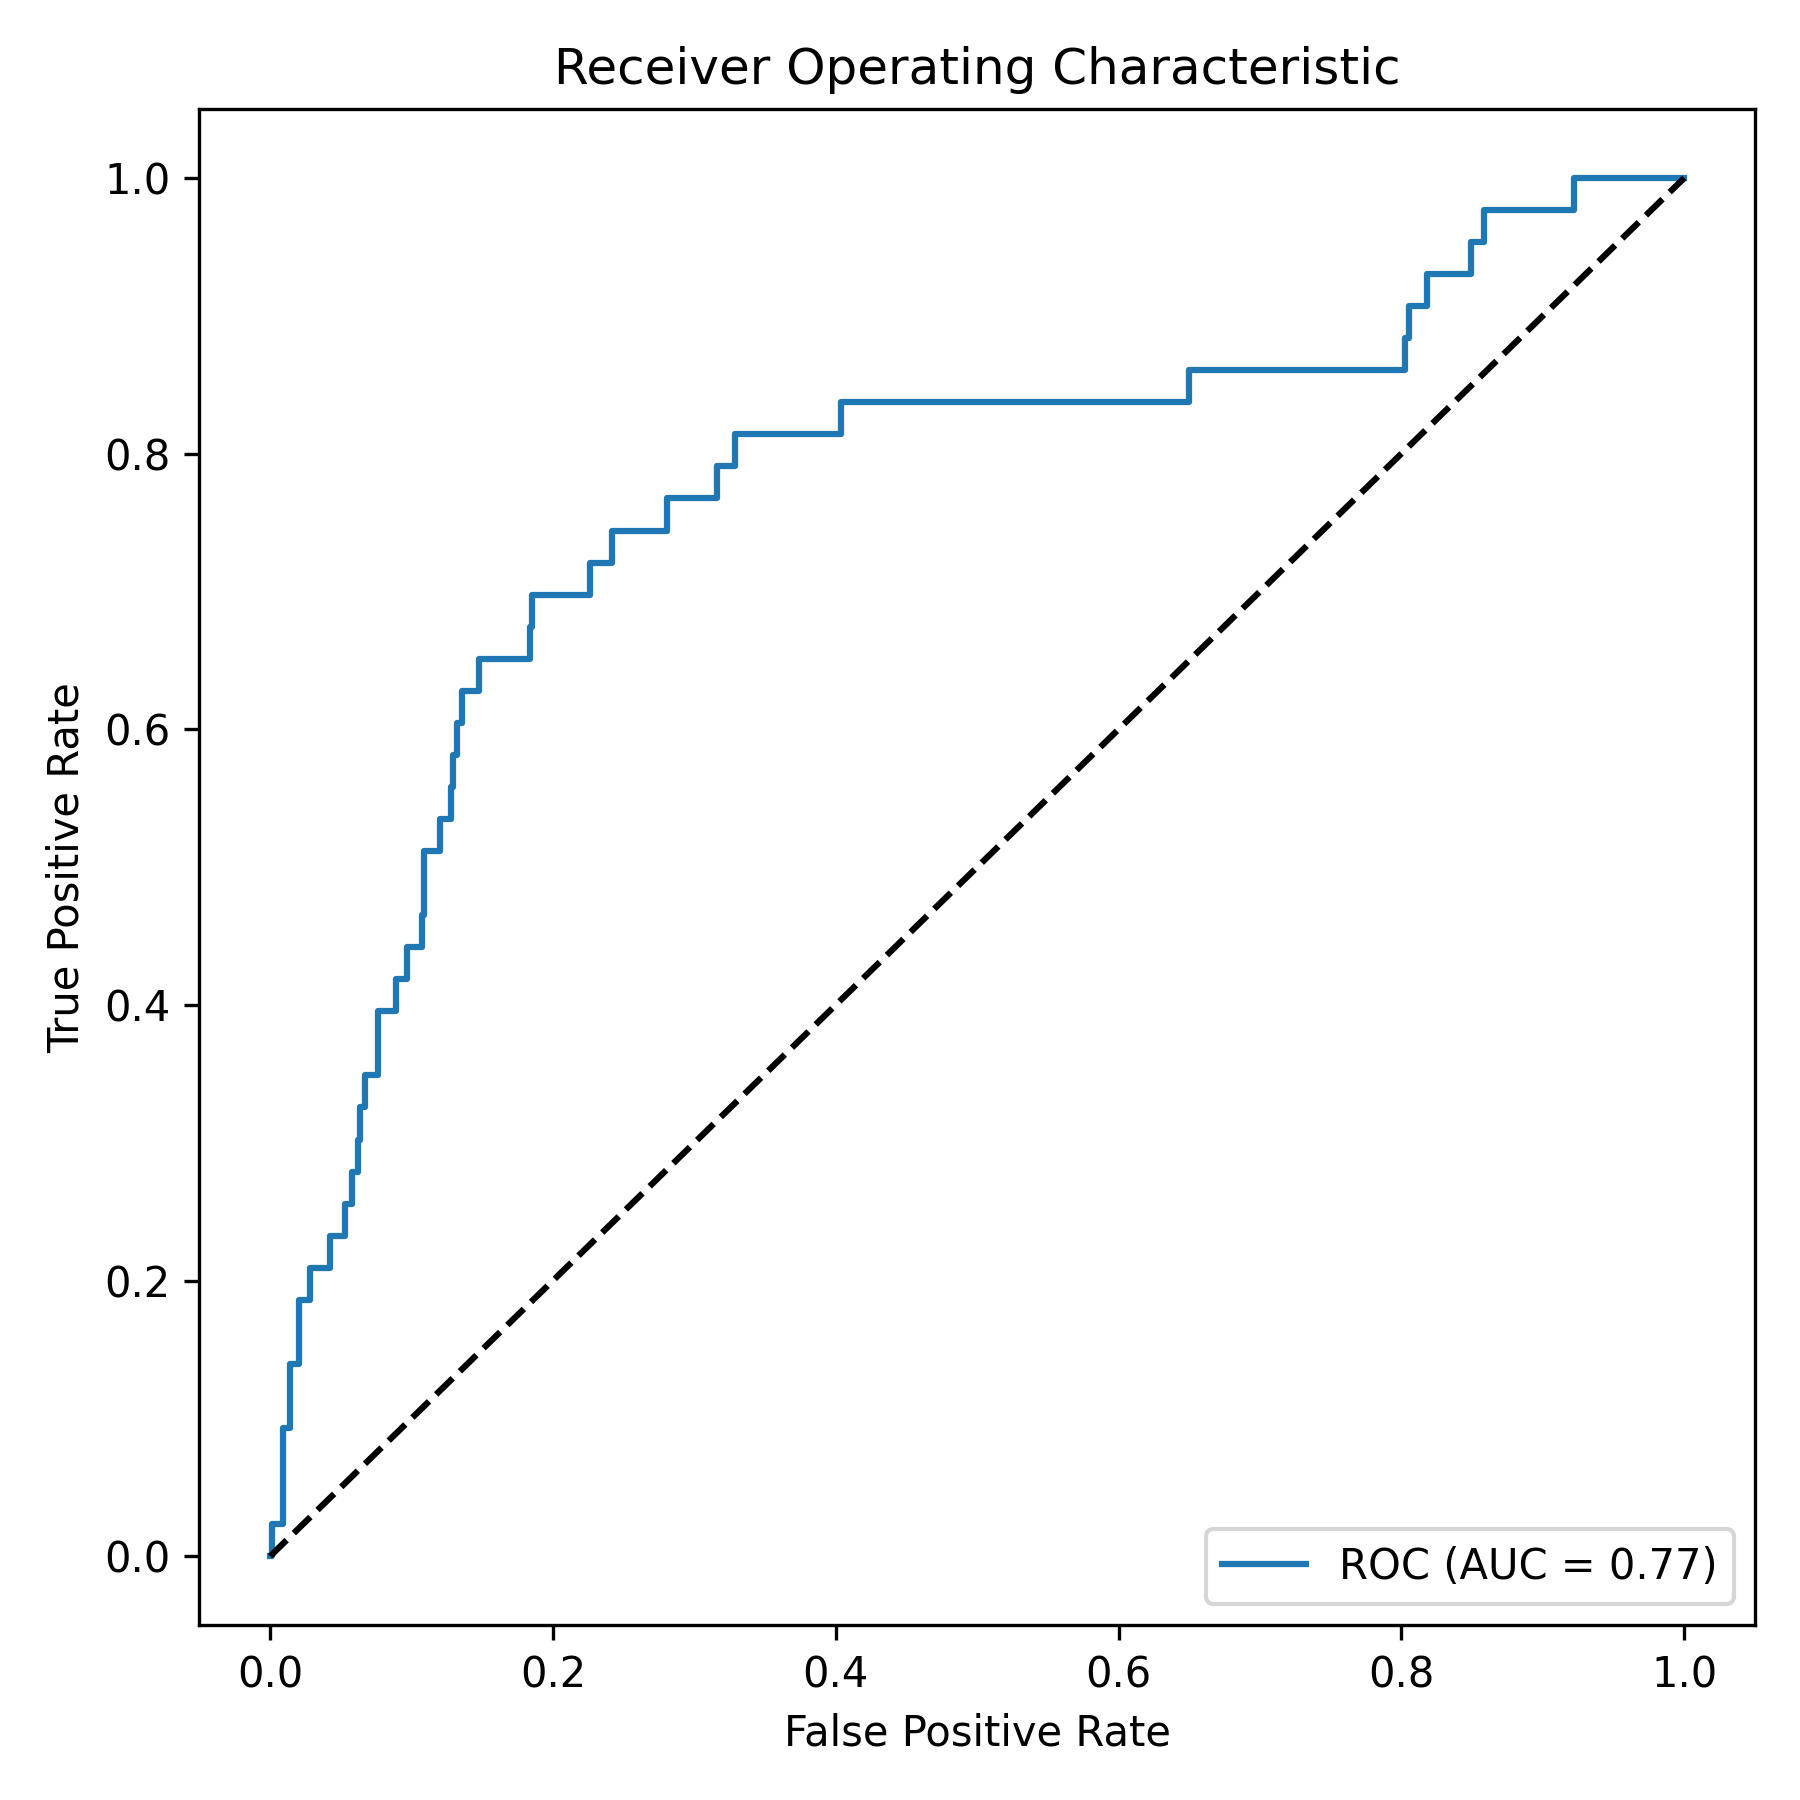 Receiver Operating Characteristic
1.0
0.8
0.6
0.4
0.2
0.0
True Positive Rate
ROC (AUC = 0.77)
0.0 0.2 0.4 0.6 0.8 1.0
False Positive Rate